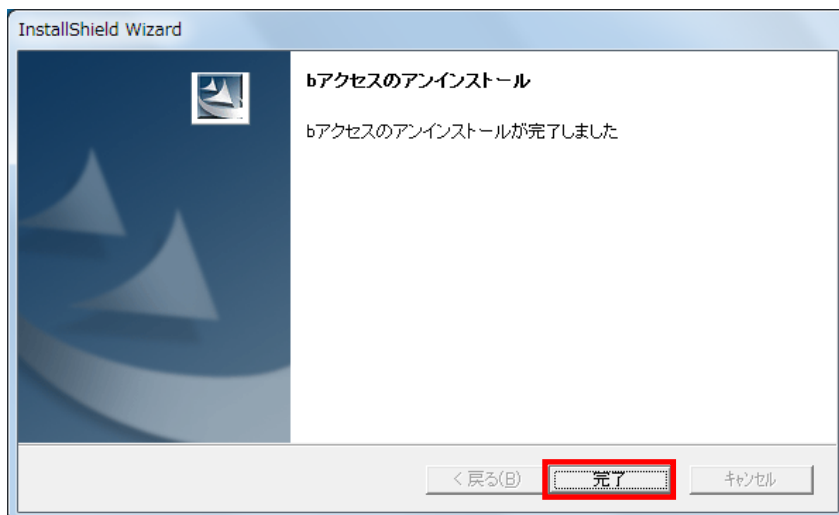 InstallShield Wizard
bアクセスのアンインストール
bアクセスのアンインストールが完了しました
< 戻る(B)
完了
キャンセル